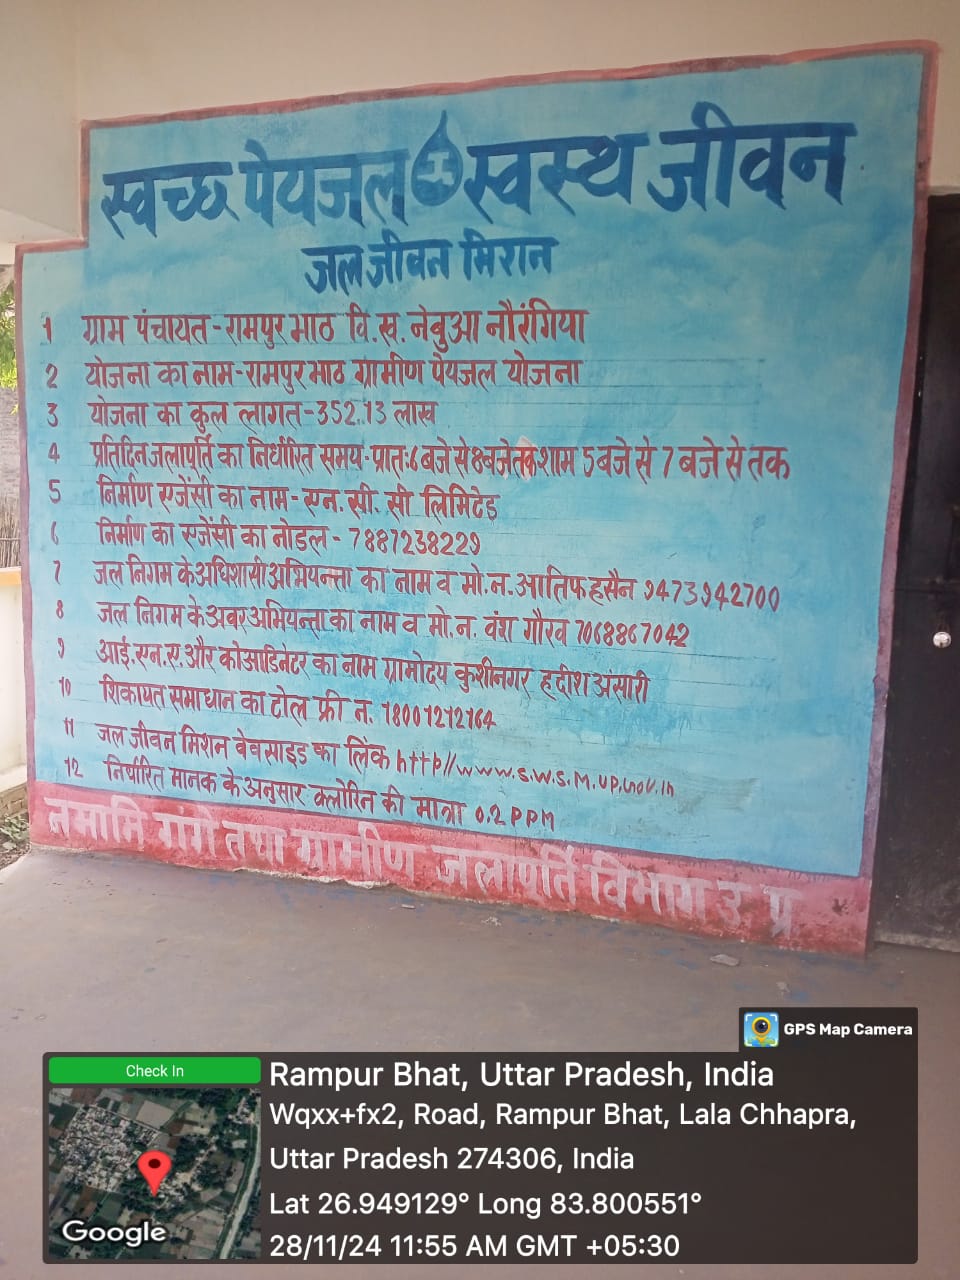 स्वच्छ पेयजल स्वस्थ जीवन
जल जीवन मिशन
1 ग्राम पंचायत-रामपुर भाठ वि.ख. नेबुआ नौरंगिया
2 योजना का नाम-रामपुर भाठ ग्रामीण पेयजल योजना
3 योजना का कुल लागत-352.13 लाख
4 प्रतिदिन जलापूर्ति का निर्धारित समय-प्रातः 6 बजे से 8 बजे तक शाम 5 बजे से 7 बजे से तक
5 निर्माण एजेंसी का नाम-एन.सी.सी लिमिटेड
6 निर्माण का एजेंसी का नोडल-7887238229
7 जल निगम के अधिशासी अभियन्ता का नाम व मो.न. आतिफ हुसैन 9473942700
8 जल निगम के अवर अभियन्ता का नाम व मो.न. वंश गौरव 7068867042
9 आई.एन.ए. और कोआर्डिनेटर का नाम ग्रामोदय कुशीनगर हदीश अंसारी
10 शिकायत समाधान का टोल फ्री न. 18001212164
11 जल जीवन मिशन वेबसाइड का लिंक http//www.s.w.s.M.up.Gov.in
12 निर्धारित मानक के अनुसार क्लोरिन की मात्रा 0.2 PPM
नमामि गंगे तथा ग्रामीण जलापूर्ति विभाग उ प्र
GPS Map Camera
Check In
Rampur Bhat, Uttar Pradesh, India
Wqxx+fx2, Road, Rampur Bhat, Lala Chhapra,
Uttar Pradesh 274306, India
Lat 26.949129° Long 83.800551°
28/11/24 11:55 AM GMT +05:30
Google